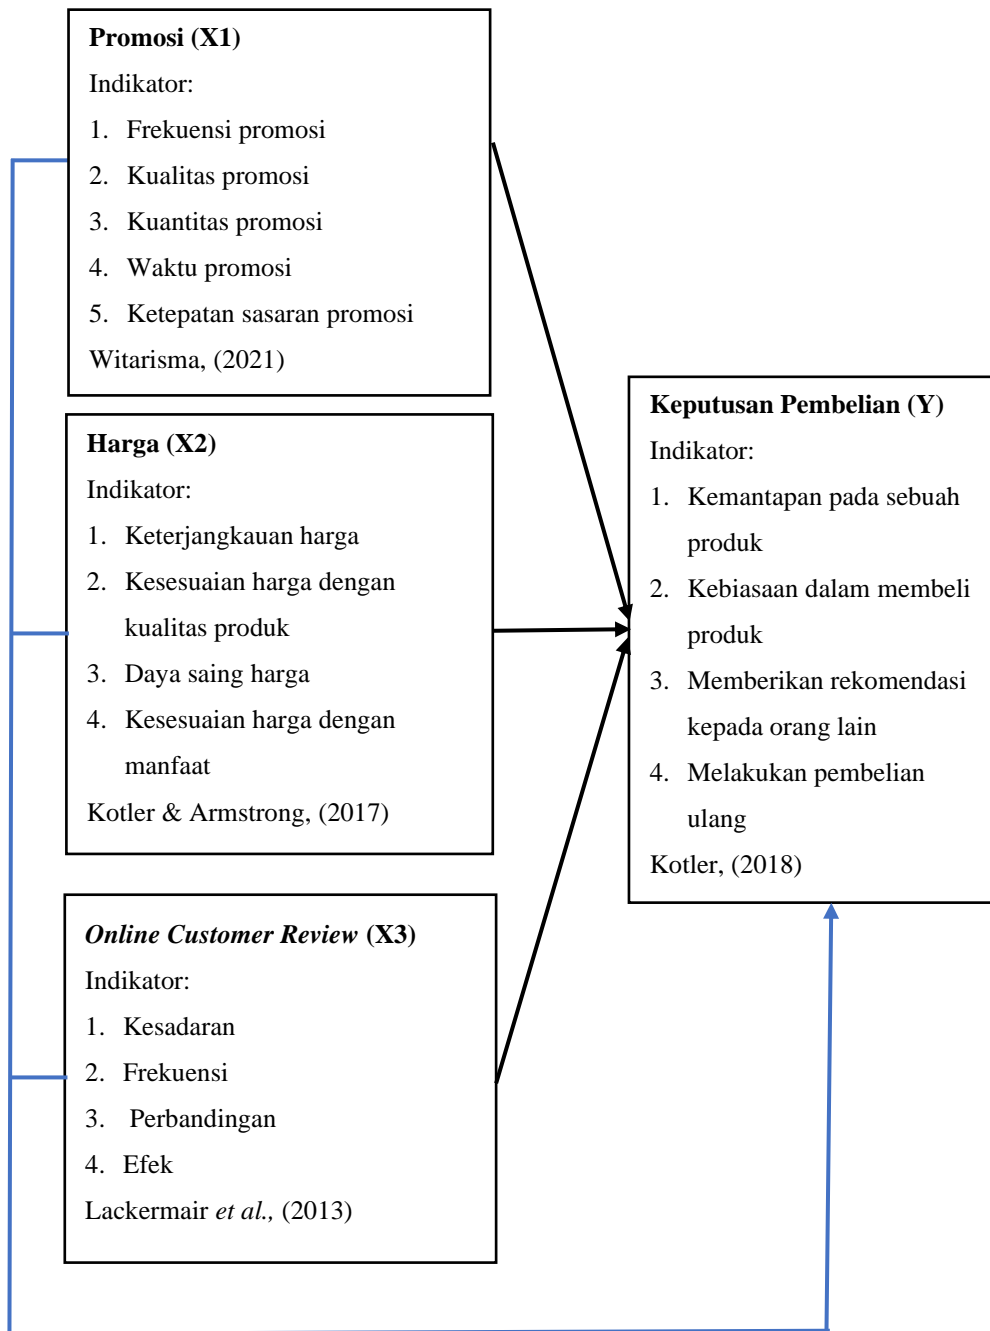 Promosi (X1)
Indikator:
1. Frekuensi promosi
2. Kualitas promosi
3. Kuantitas promosi
4. Waktu promosi
5. Ketepatan sasaran promosi
Witarisma, (2021)
Harga (X2)
Indikator:
1. Keterjangkauan harga
2. Kesesuaian harga dengan
kualitas produk
3. Daya saing harga
4. Kesesuaian harga dengan
manfaat
Kotler & Armstrong, (2017)
Online Customer Review (X3)
Indikator:
1. Kesadaran
2. Frekuensi
3. Perbandingan
4. Efek
Lackermair et al., (2013)
Keputusan Pembelian (Y)
Indikator:
1. Kemantapan pada sebuah
produk
2. Kebiasaan dalam membeli
produk
3. Memberikan rekomendasi
kepada orang lain
4. Melakukan pembelian
ulang
Kotler, (2018)